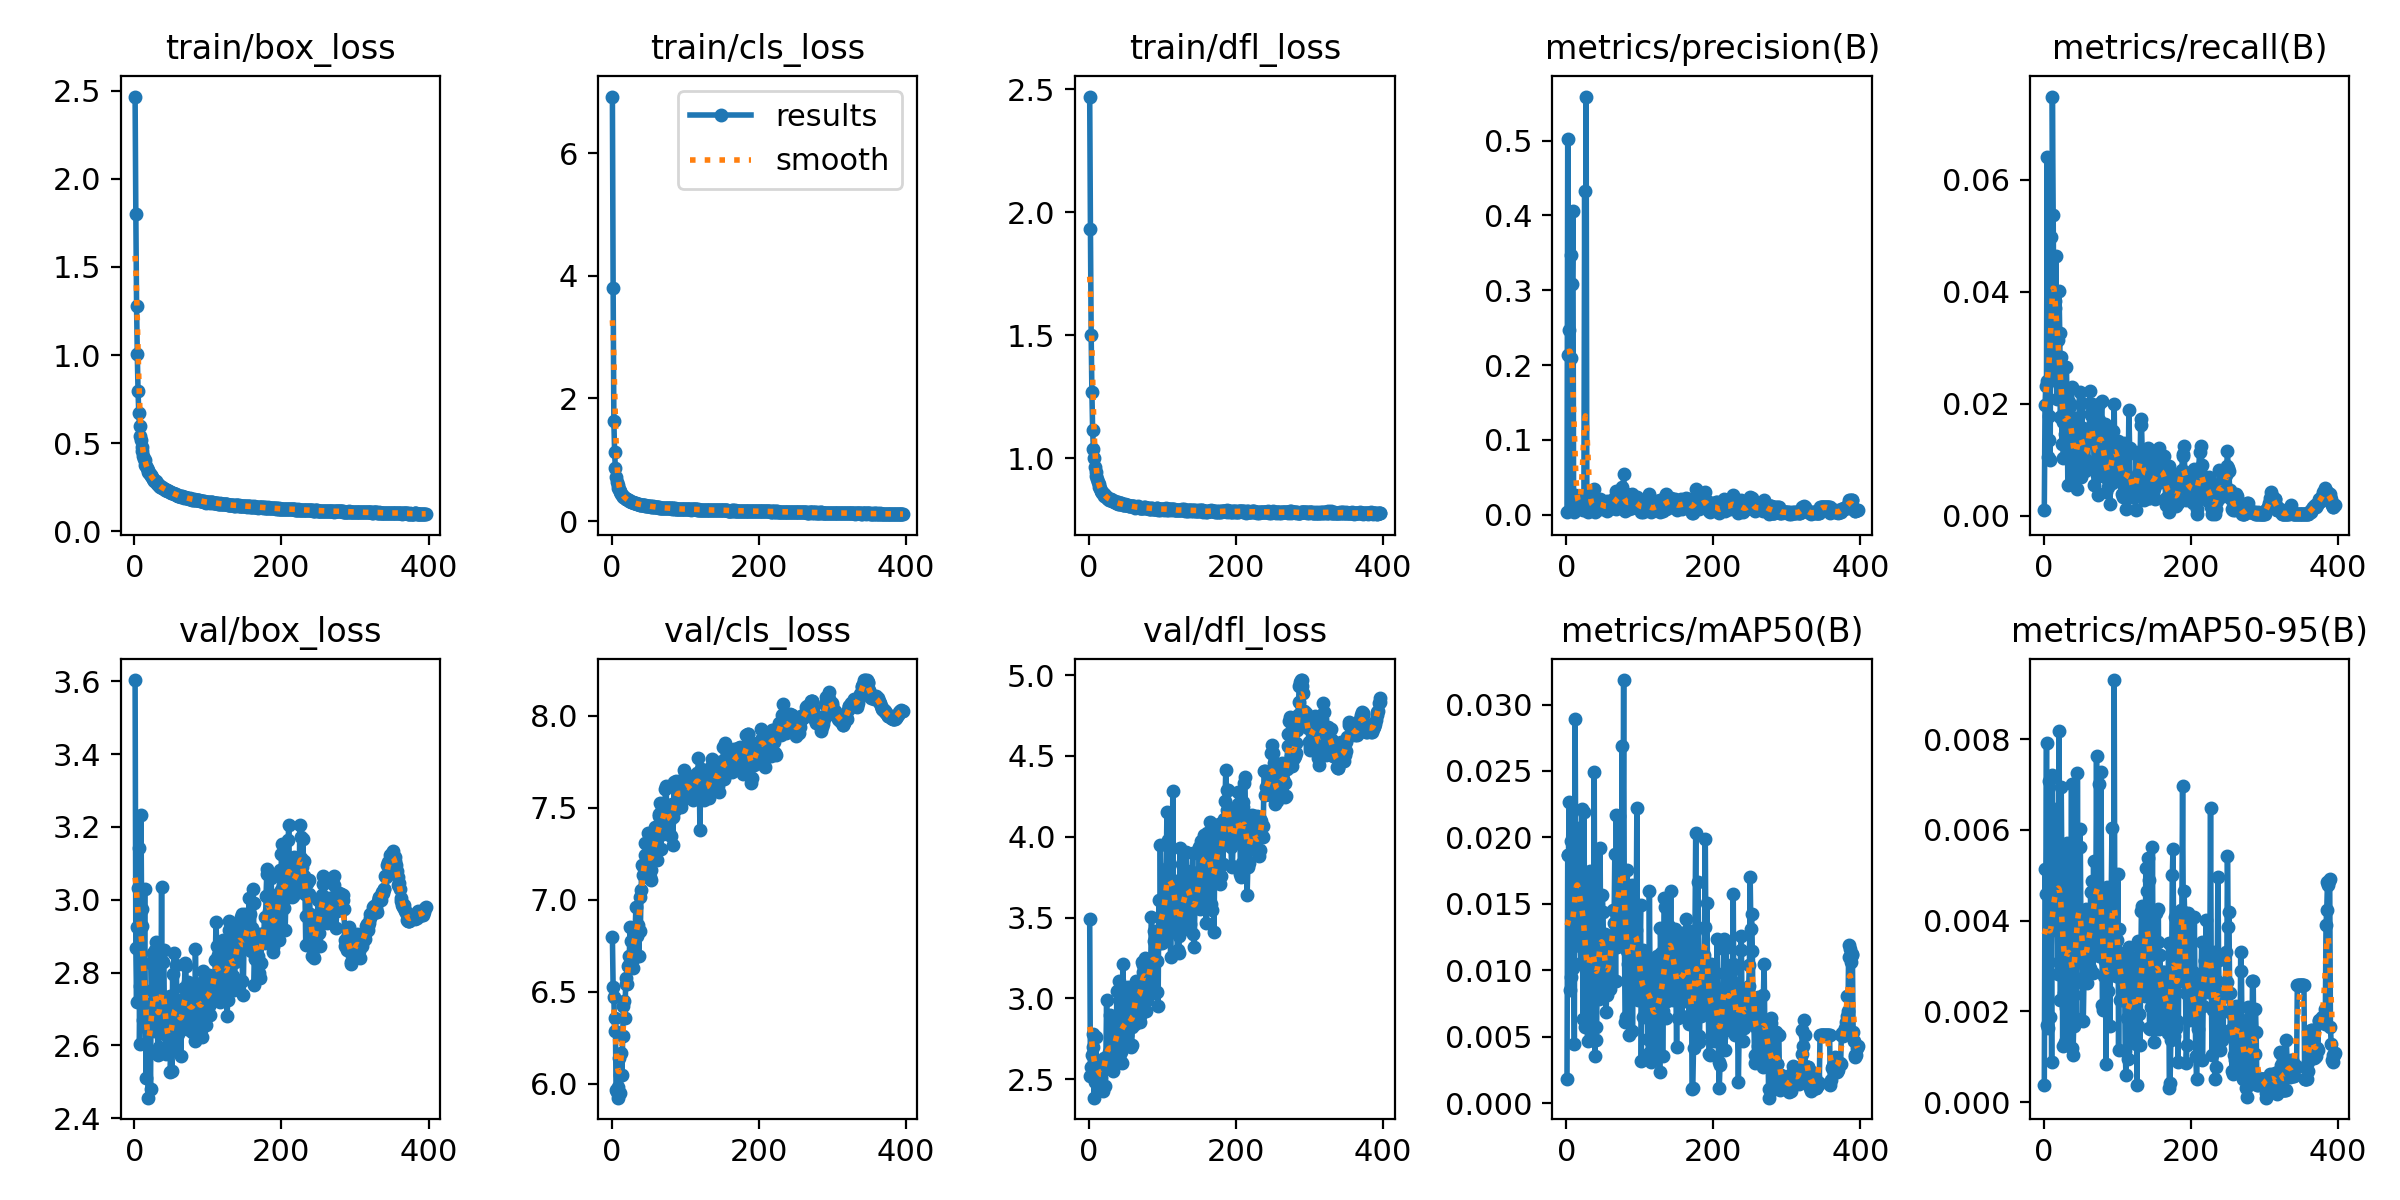 train/box_loss
train/cls_loss
train/dfl_loss
metrics/precision(B)
metrics/recall(B)
2.5
2.0
1.5
1.0
0.5
0.0
0 200 400
results
smooth
6
4
2
0
0 200 400
2.5
2.0
1.5
1.0
0 200 400
0.5
0.4
0.3
0.2
0.1
0.0
0 200 400
0.06
0.04
0.02
0.00
0 200 400
val/box_loss
val/cls_loss
val/dfl_loss
metrics/mAP50(B)
metrics/mAP50-95(B)
3.6
3.4
3.2
3.0
2.8
2.6
2.4
0 200 400
8.0
7.5
7.0
6.5
6.0
0 200 400
5.0
4.5
4.0
3.5
3.0
2.5
0 200 400
0.030
0.025
0.020
0.015
0.010
0.005
0.000
0 200 400
0.008
0.006
0.004
0.002
0.000
0 200 400